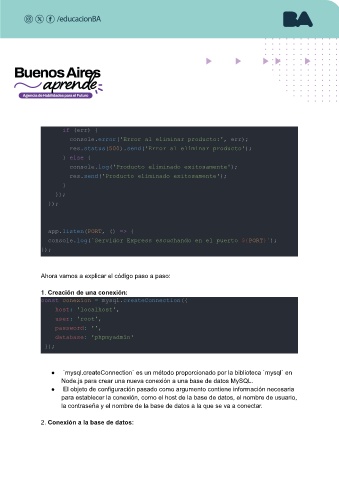 /educacionBA
BA
Buenos Aires
aprende
Agencia de Habilidades para el Futuro
if (err) {
console.error('Error al eliminar producto:', err);
res.status(500).send('Error al eliminar producto');
} else {
console.log('Producto eliminado exitosamente');
res.send('Producto eliminado exitosamente');
}
});
});
app.listen(PORT, () => {
console.log(`Servidor Express escuchando en el puerto ${PORT}`);
});
Ahora vamos a explicar el código paso a paso:
1. Creación de una conexión:
const conexion = mysql.createConnection({
host: 'localhost',
user: 'root',
password: '',
database: 'phpmyadmin'
});
● `mysql.createConnection` es un método proporcionado por la biblioteca `mysql` en
Node.js para crear una nueva conexión a una base de datos MySQL.
● El objeto de configuración pasado como argumento contiene información necesaria
para establecer la conexión, como el host de la base de datos, el nombre de usuario,
la contraseña y el nombre de la base de datos a la que se va a conectar.
2. Conexión a la base de datos: